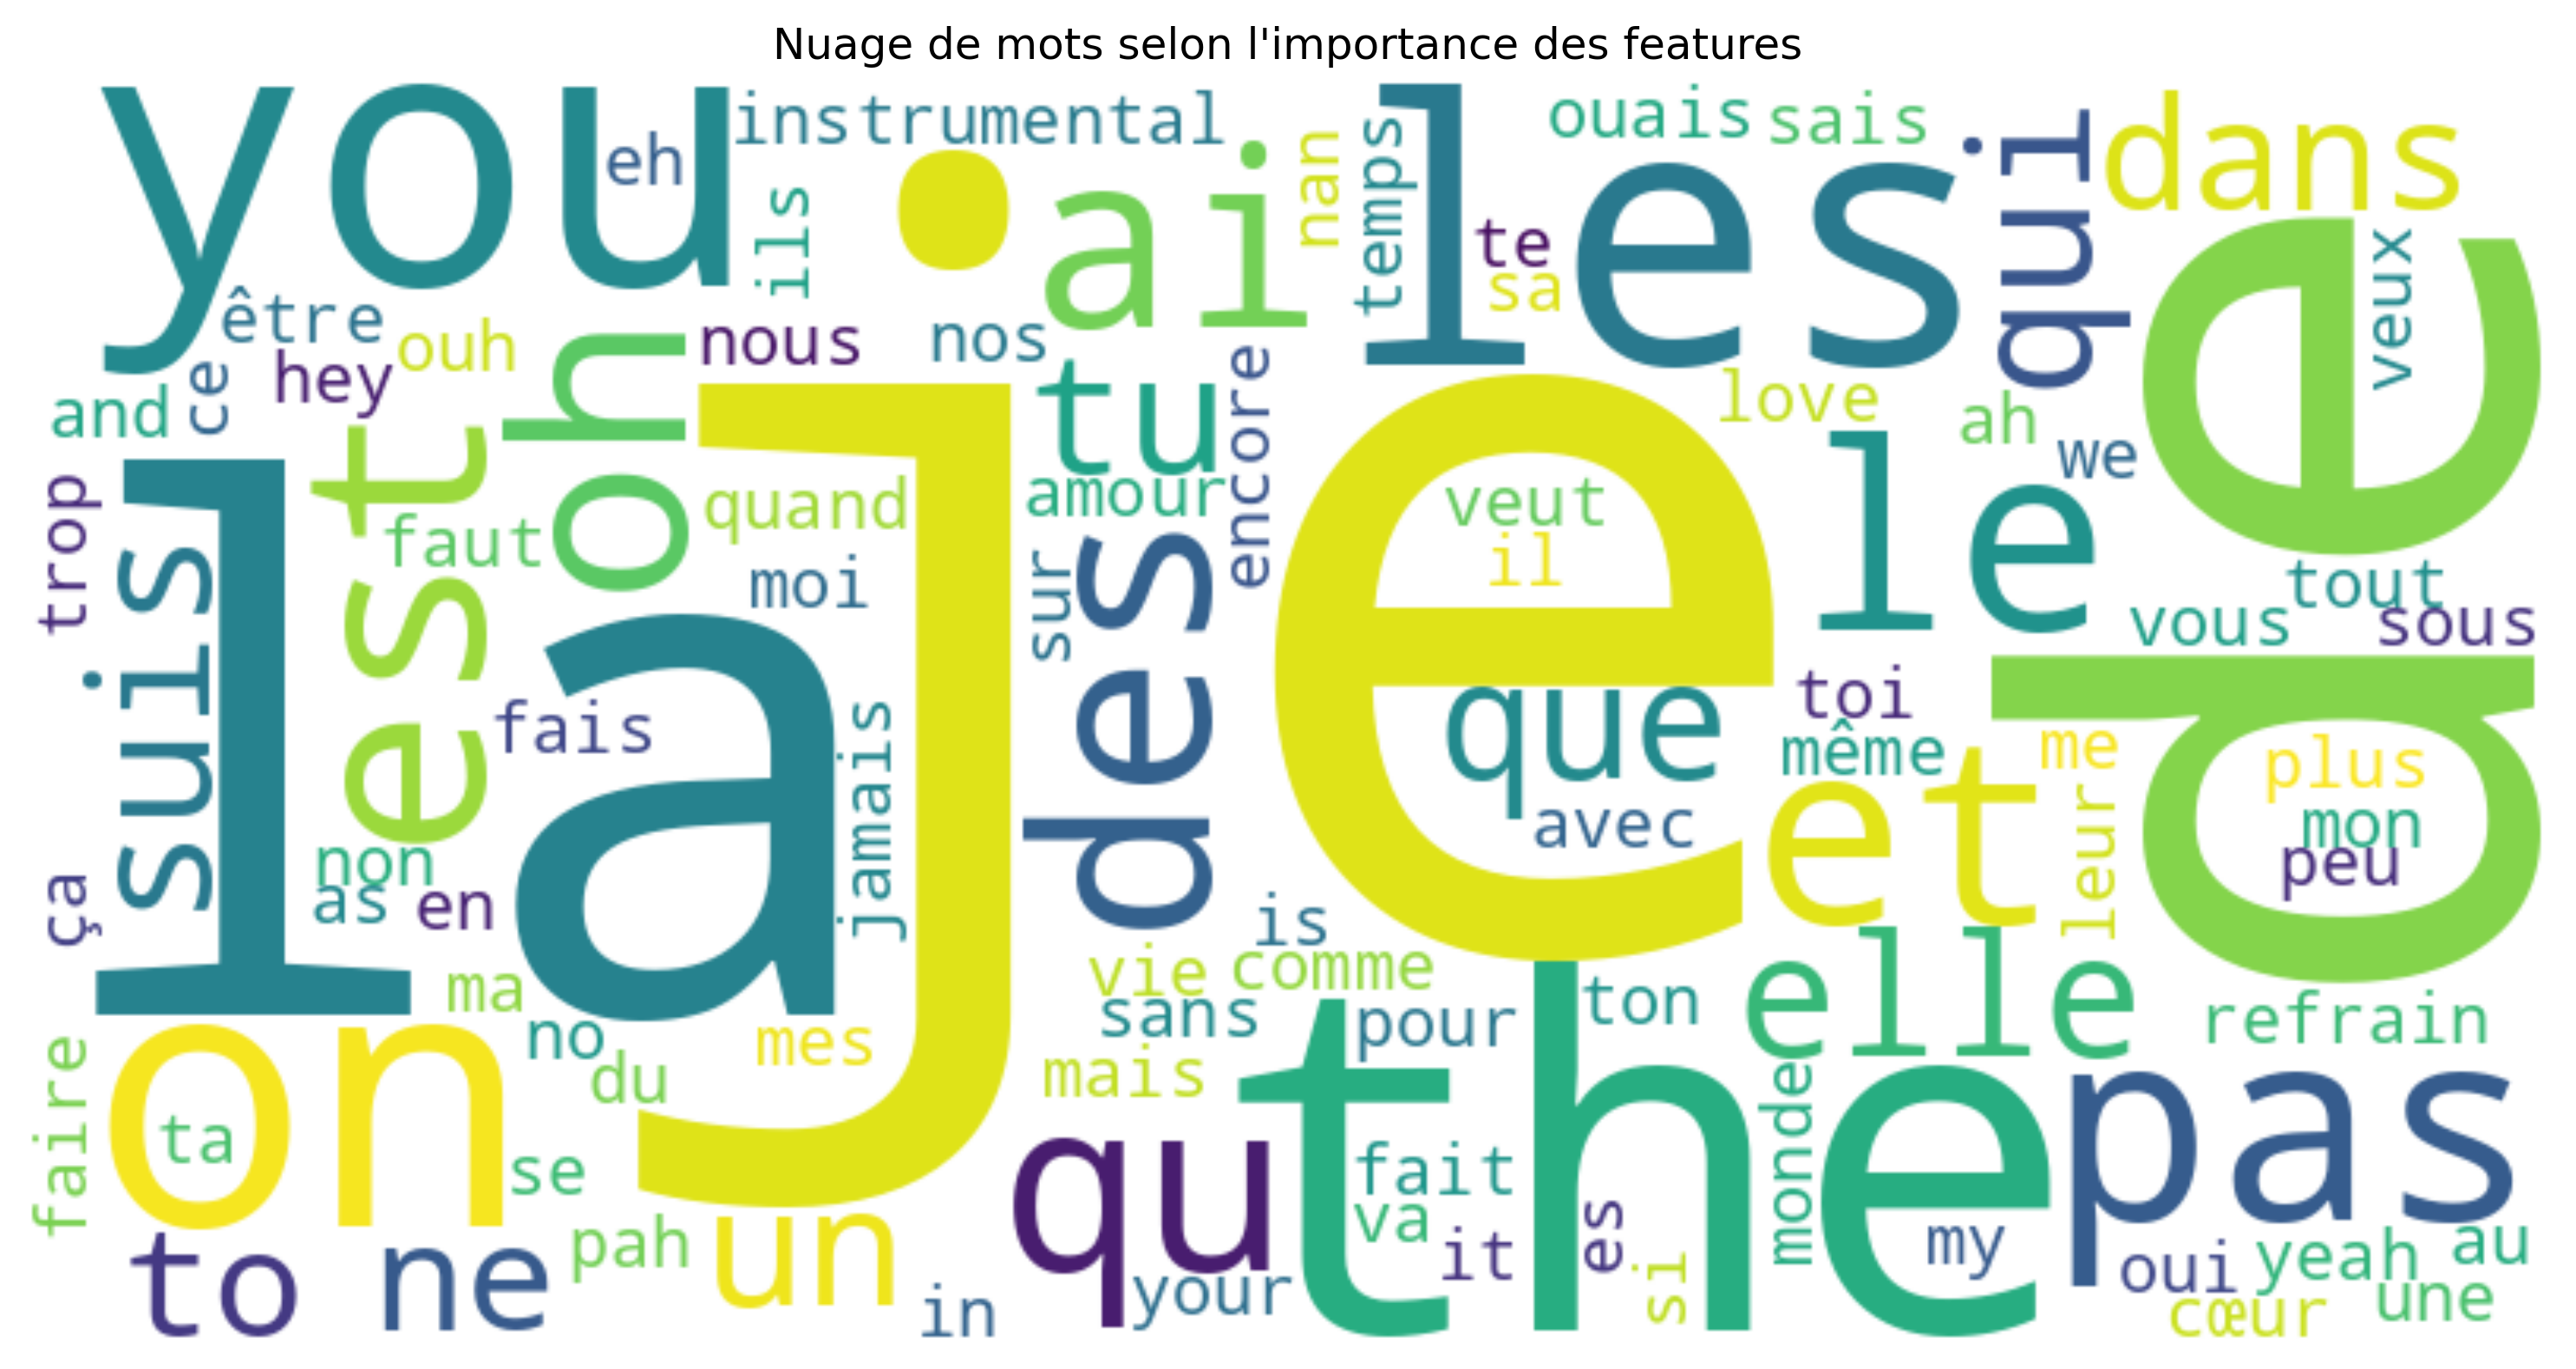 Nuage de mots selon l'importance des features
you
eh
instrumental
ils
ai
nan
temps
les
ouais
sais
te
sa
qui
dans
de
veux
être
ouh
hey
ce
and
oh
nous
nos
je
tu
amour
encore
love
ah
we
le
trop
suis
la
est
faut
quand
moi
sur
des
veut
il
tout
vous
sous
toi
même
que
avec
me
plus
mon
peu
leur
et
fais
jamais
non
as
en
ça
is
vie
comme
sans
pour
ton
elle
refrain
ma
no
du
mes
mais
the
monde
pas
faire
on
ta
se
qu
fait
va
it
es
si
my
to
ne
pah
un
in
your
oui
yeah
au
une
cœur